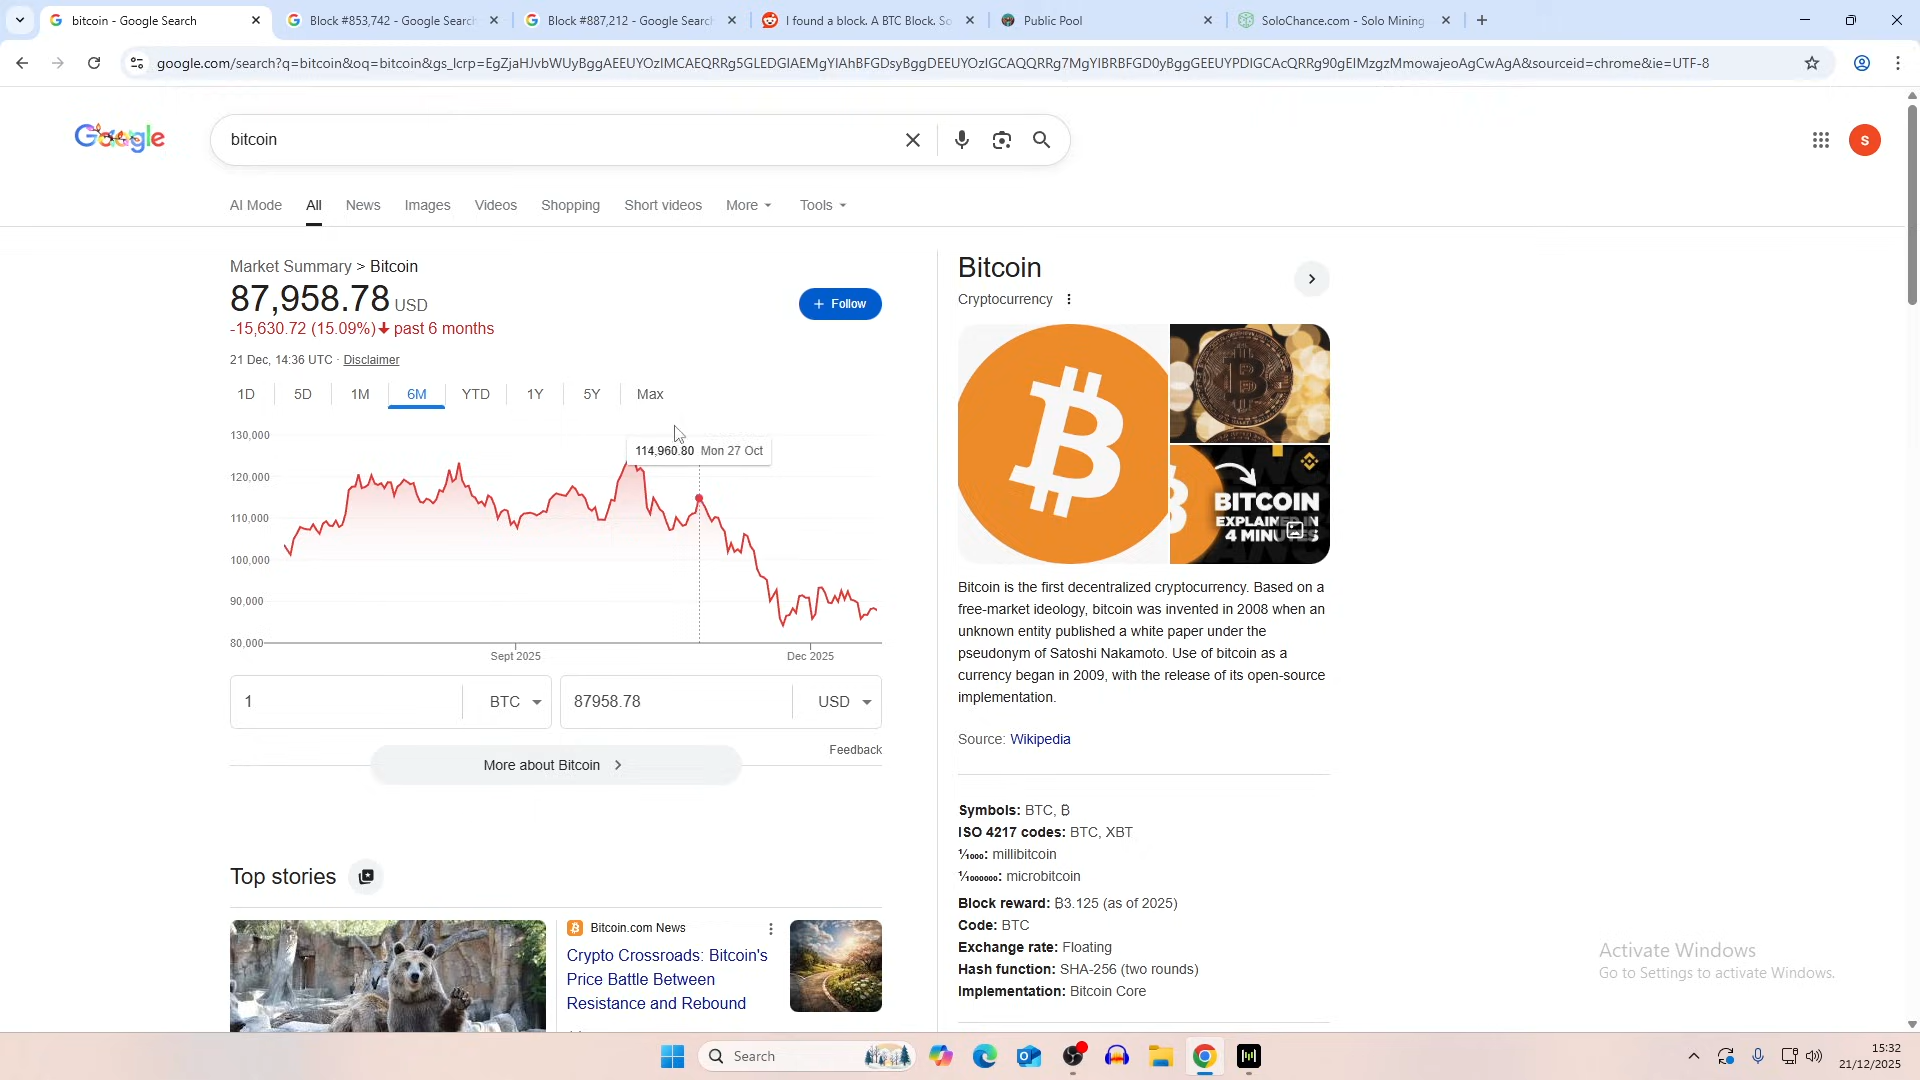 bitcoin - Google Search
Block #853,742 - Google Searc
Block #887,212 - Google Searc
I found a block. A BTC Block. So
Public Pool
SoloChance.com - Solo Mining
google.com/search?q=bitcoin&oq=bitcoin&gs_lcrp=EgZjaHJvbWUyBggAEEUYOzIMCAEQRRg5GLEDGIAEMgYIAhBFGDsyBggDEEUYOzIGCAQQRRg7MgYIBRBFGD0yBggGEEUYPDIGCAcQRRg90gEIMzgzMmowajeoAgCwAgA&sourceid=chrome&ie=UTF-8
Google
bitcoin
S
AI Mode
All
News
Images
Videos
Shopping
Short videos
More
Tools
Market Summary > Bitcoin
87,958.78 USD
+ Follow
-15,630.72 (15.09%) past 6 months
21 Dec, 14:36 UTC · Disclaimer
1D
5D
1M
6M
YTD
1Y
5Y
Max
130,000
114,960.80 Mon 27 Oct
120,000
110,000
100,000
90,000
80,000
Sept 2025
Dec 2025
1
BTC
87958.78
USD
Feedback
More about Bitcoin
Top stories
Bitcoin.com News
Crypto Crossroads: Bitcoin's
Price Battle Between
Resistance and Rebound
Bitcoin
Cryptocurrency
BITCOIN
EXPLAINED IN
4 MINUTES
Bitcoin is the first decentralized cryptocurrency. Based on a
free-market ideology, bitcoin was invented in 2008 when an
unknown entity published a white paper under the
pseudonym of Satoshi Nakamoto. Use of bitcoin as a
currency began in 2009, with the release of its open-source
implementation.
Source: Wikipedia
Symbols: BTC, ₿
ISO 4217 codes: BTC, XBT
1⁄1000: millibitcoin
1⁄1000000: microbitcoin
Block reward: ₿3.125 (as of 2025)
Code: BTC
Exchange rate: Floating
Hash function: SHA-256 (two rounds)
Implementation: Bitcoin Core
Activate Windows
Go to Settings to activate Windows.
Search
15:32
21/12/2025